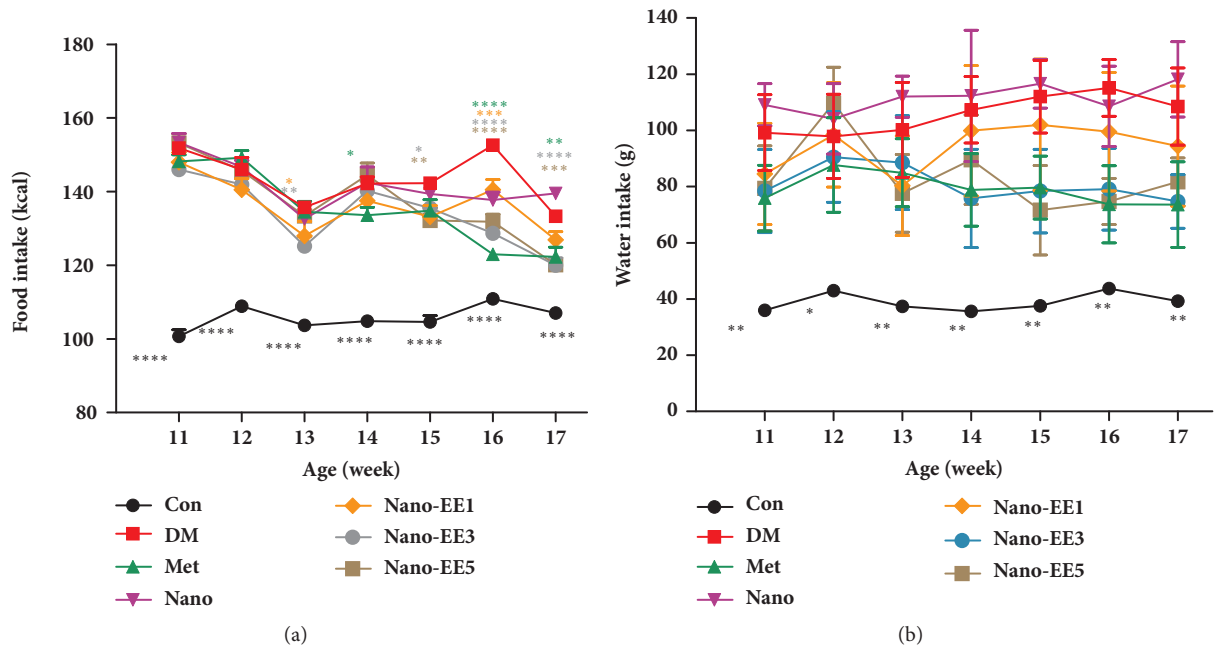 180
160
140
120
100
80
Food intake (kcal)
****
****
****
****
****
****
****
*
**
*
*
**
****
***
****
****
**
****
***
11 12 13 14 15 16 17
Age (week)
Con
DM
Met
Nano
Nano-EE1
Nano-EE3
Nano-EE5
(a)
140
120
100
80
60
40
20
0
Water intake (g)
**
*
**
**
**
**
**
11 12 13 14 15 16 17
Age (week)
Con
DM
Met
Nano
Nano-EE1
Nano-EE3
Nano-EE5
(b)